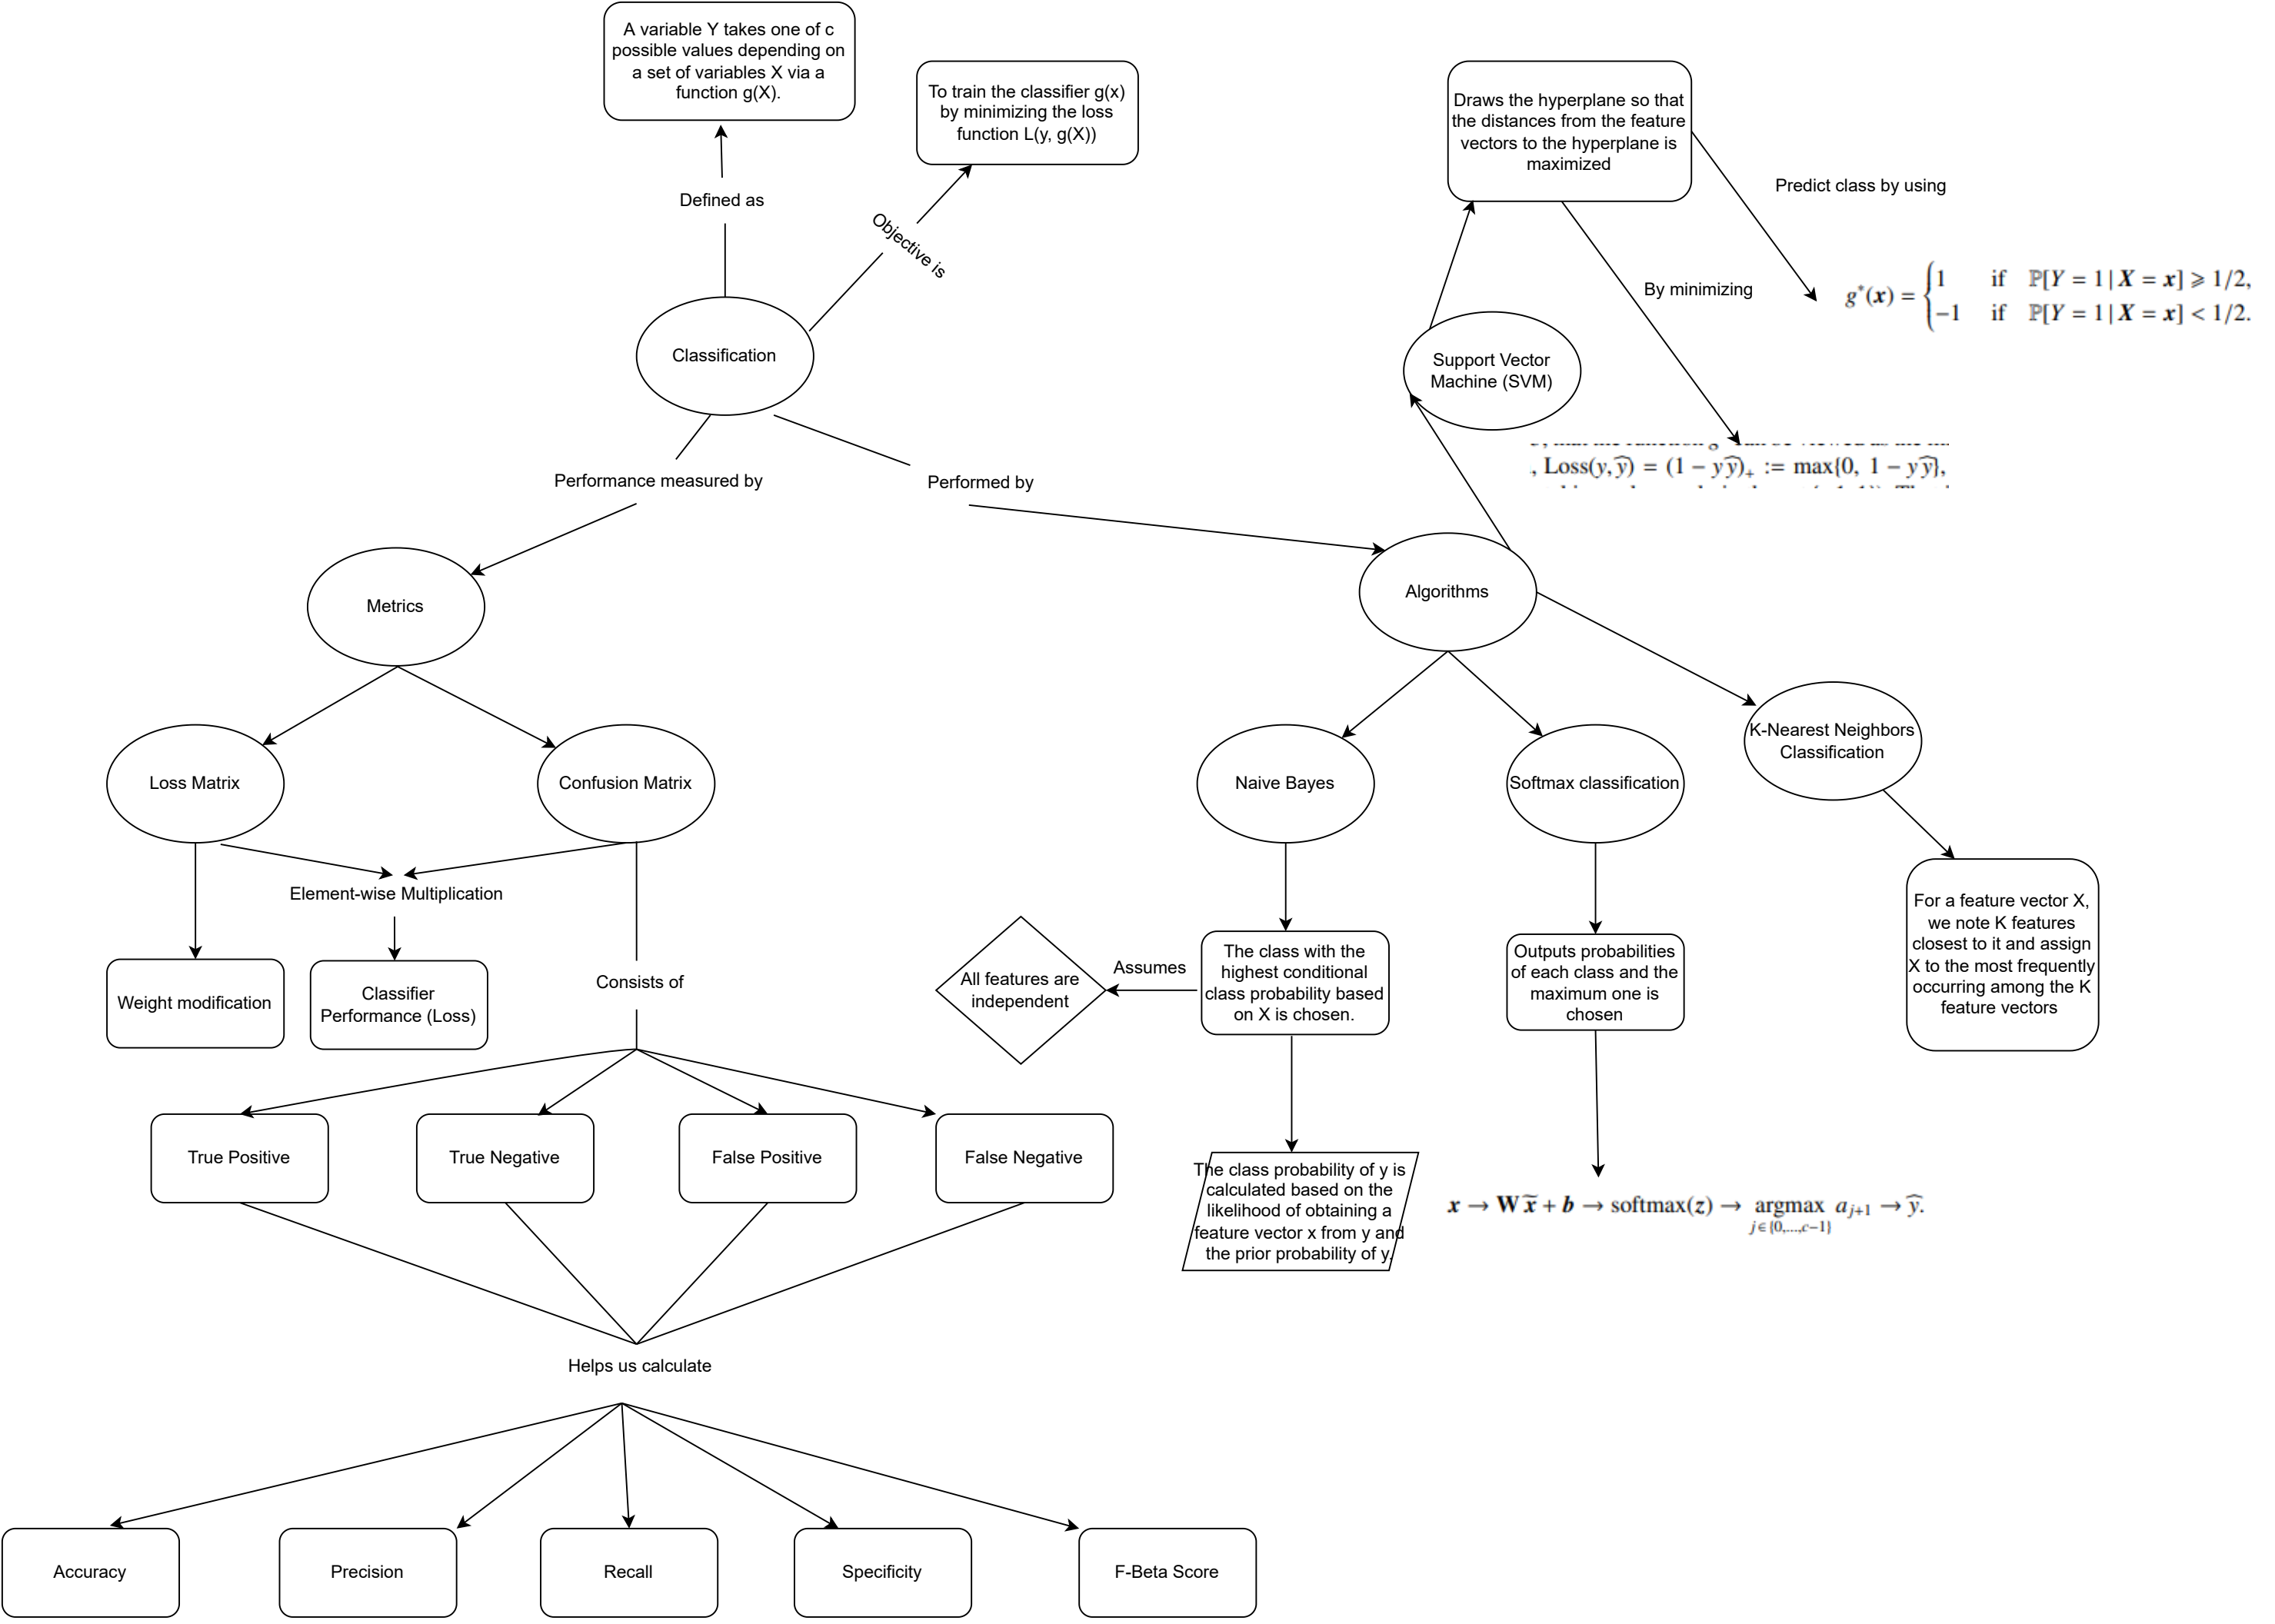 A variable Y takes one of c
possible values depending on
a set of variables X via a
function g(X).
To train the classifier g(x)
by minimizing the loss
function L(y, g(X))
Draws the hyperplane so that
the distances from the feature
vectors to the hyperplane is
maximized
Defined as
Objective is
Predict class by using
By minimizing
g*(x) = {1 if ℙ[Y = 1 | X = x] ⩾ 1/2,
−1 if ℙ[Y = 1 | X = x] < 1/2.
Classification
Support Vector
Machine (SVM)
, Loss(y, ŷ) = (1 − y ŷ)₊ := max{0, 1 − y ŷ},
Performance measured by
Performed by
Metrics
Algorithms
Loss Matrix
Confusion Matrix
Naive Bayes
Softmax classification
K-Nearest Neighbors
Classification
Element-wise Multiplication
Weight modification
Classifier
Performance (Loss)
Consists of
All features are
independent
Assumes
The class with the
highest conditional
class probability based
on X is chosen.
Outputs probabilities
of each class and the
maximum one is
chosen
For a feature vector X,
we note K features
closest to it and assign
X to the most frequently
occurring among the K
feature vectors
True Positive
True Negative
False Positive
False Negative
The class probability of y is
calculated based on the
likelihood of obtaining a
feature vector x from y and
the prior probability of y.
x → W x̃ + b → softmax(z) → argmax a_{j+1} → ŷ.
j ∈ {0,...,c−1}
Helps us calculate
Accuracy
Precision
Recall
Specificity
F-Beta Score